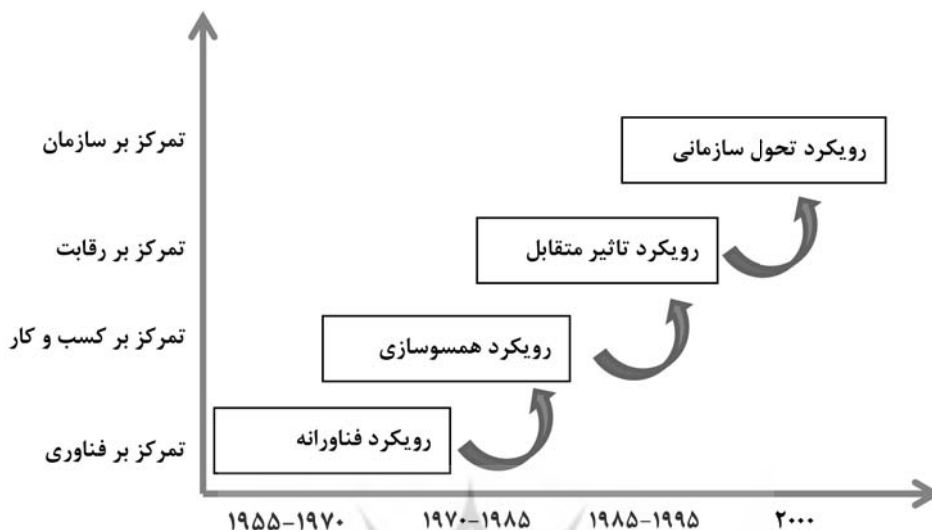 تمرکز بر سازمان
رویکرد تحول سازمانی
تمرکز بر رقابت
رویکرد تاثیر متقابل
تمرکز بر کسب و کار
رویکرد همسوسازی
تمرکز بر فناوری
رویکرد فناورانه
۱۹۵۵-۱۹۷۰
۱۹۷۰-۱۹۸۵
۱۹۸۵-۱۹۹۵
۲۰۰۰